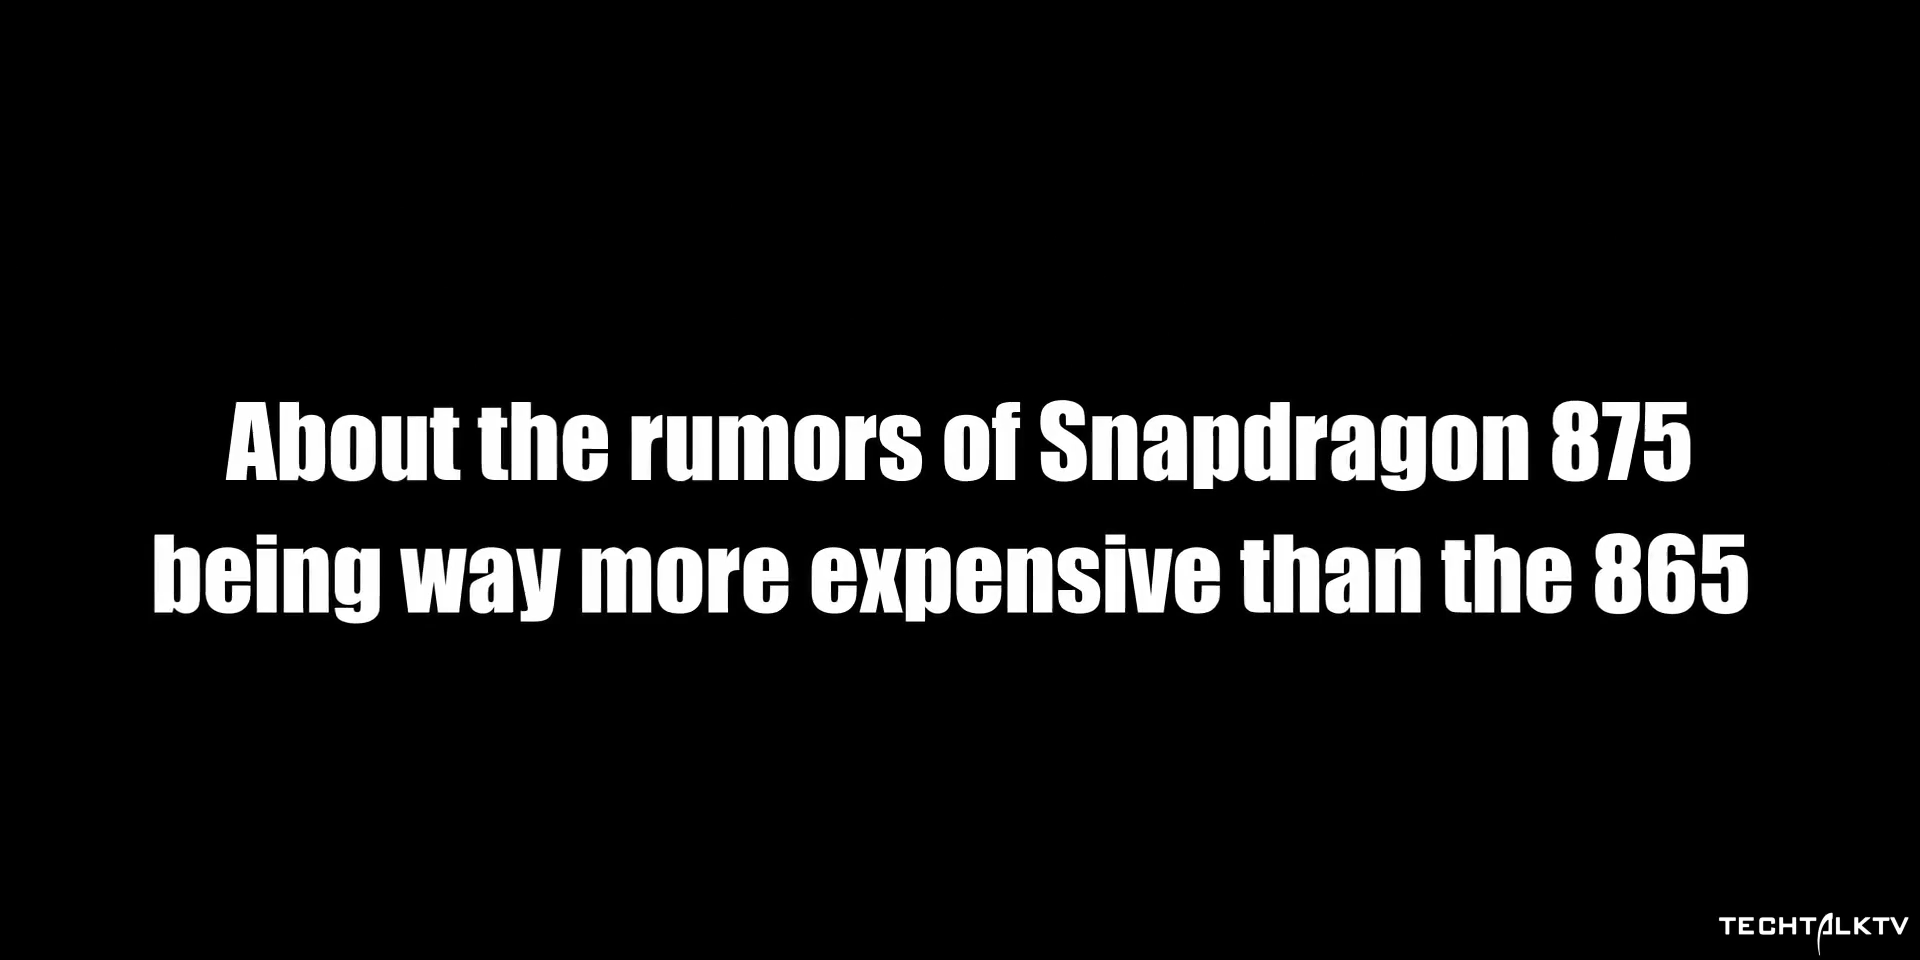 About the rumors of Snapdragon 875
being way more expensive than the 865
TECHTALKTV